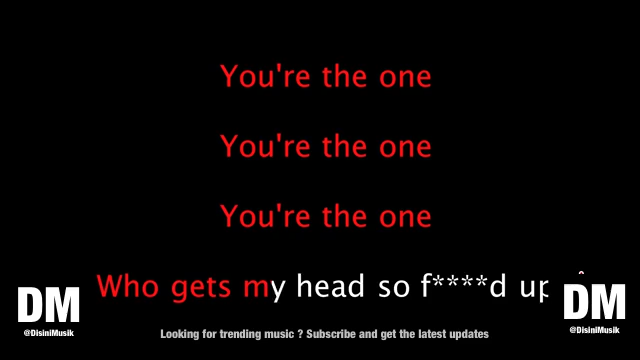 You're the one
You're the one
You're the one
Who gets my head so f****d up
DM
@DisiniMusik
DM
@DisiniMusik
Looking for trending music ? Subscribe and get the latest updates